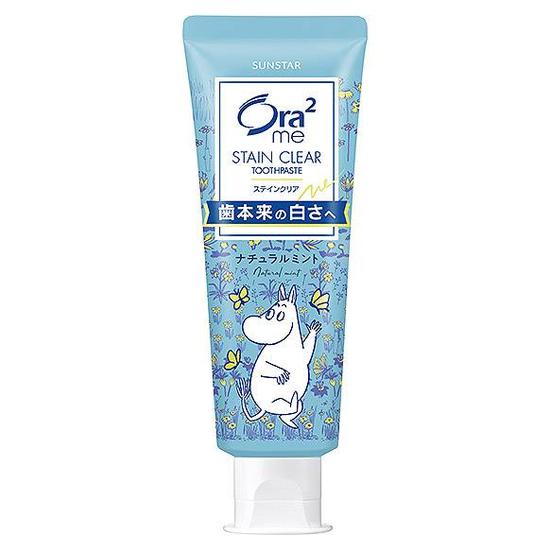 SUNSTAR
Ora²
me
STAIN CLEAR
TOOTHPASTE
ステインクリア
歯本来の白さへ
ナチュラルミント
Natural mint